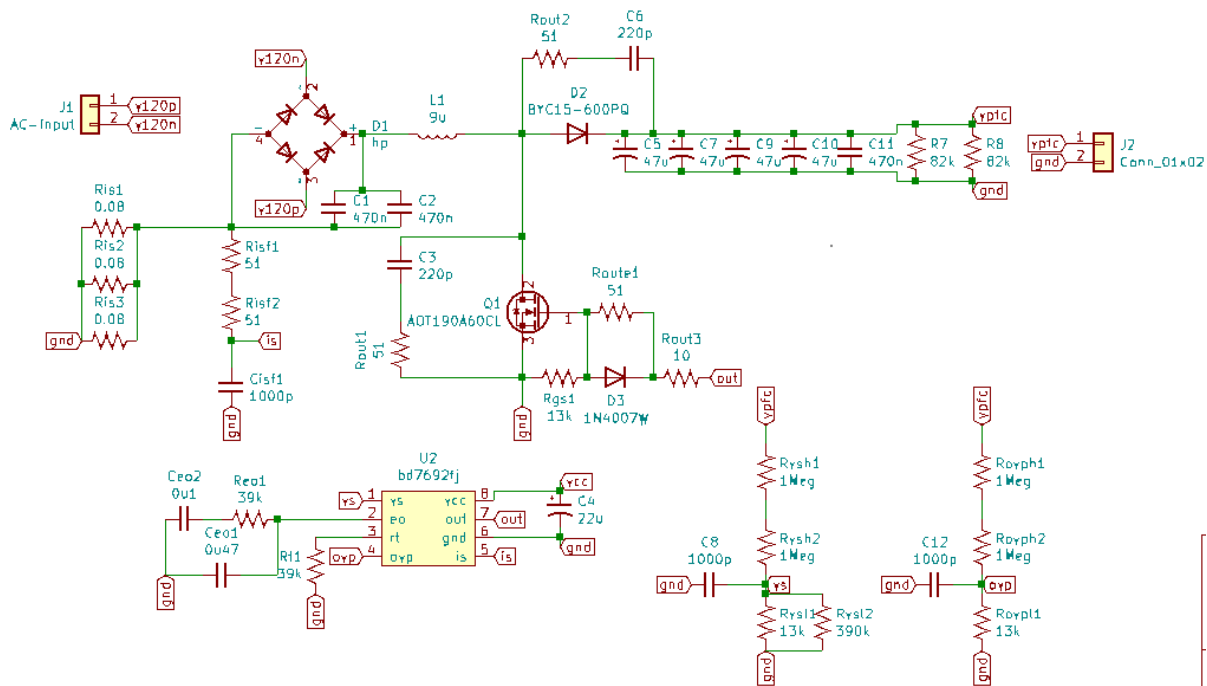 Rout2
51
C6
220p
v120n
2
J1
1
v120p
2
v120n
AC-Input
4
-
+
1
D1
hp
L1
9u
D2
BYC15-600PQ
3
v120p
C5
47u
C7
47u
C9
47u
C10
47u
C11
470n
R7
82k
vpfc
R8
82k
gnd
vpfc
1
gnd
2
J2
Conn_01x02
Ris1
0.08
Ris2
0.08
Ris3
0.08
gnd
C1
470n
C2
470n
Risf1
51
Risf2
51
is
Cisf1
1000p
gnd
C3
220p
Rout1
51
Q1
AOT190A60CL
2
1
3
Route1
51
Rout3
10
out
Rgs1
13k
D3
1N4007W
gnd
U2
bd7692fj
vs
1
vs
2
eo
3
rt
ovp
4
ovp
vcc
8
out
7
out
gnd
6
is
5
is
vcc
C4
22u
gnd
Ceo2
0u1
Reo1
39k
Ceo1
0u47
gnd
Rt1
39k
gnd
vpfc
Rvsh1
1Meg
Rvsh2
1Meg
C8
1000p
gnd
vs
Rvsl1
13k
Rvsl2
390k
gnd
vpfc
Rovph1
1Meg
Rovph2
1Meg
C12
1000p
gnd
ovp
Rovpl1
13k
gnd